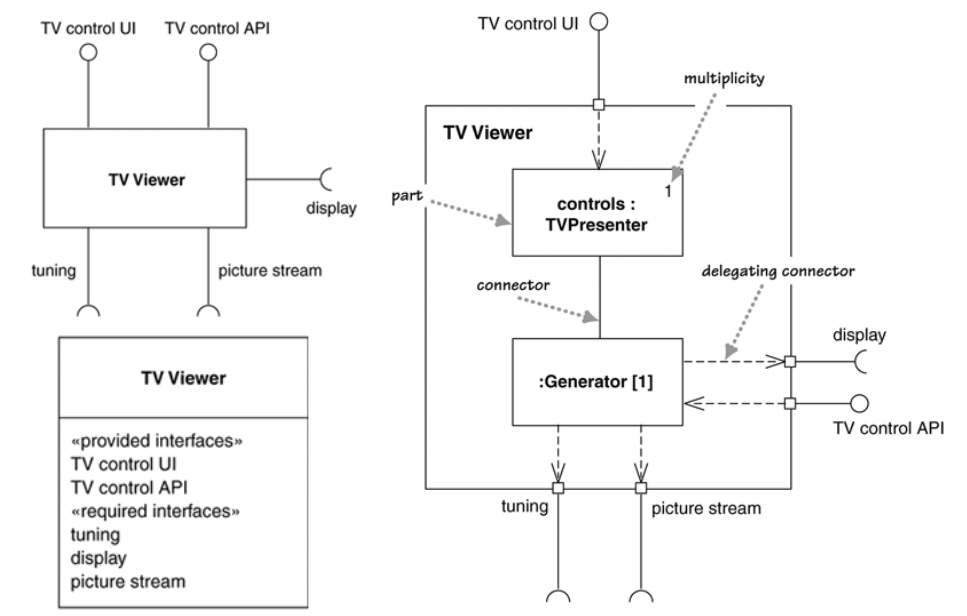 TV control UI
TV control API
TV Viewer
display
tuning
picture stream
TV Viewer
«provided interfaces»
TV control UI
TV control API
«required interfaces»
tuning
display
picture stream
TV control UI
multiplicity
TV Viewer
part
1
controls :
TVPresenter
connector
delegating connector
display
:Generator [1]
TV control API
tuning
picture stream